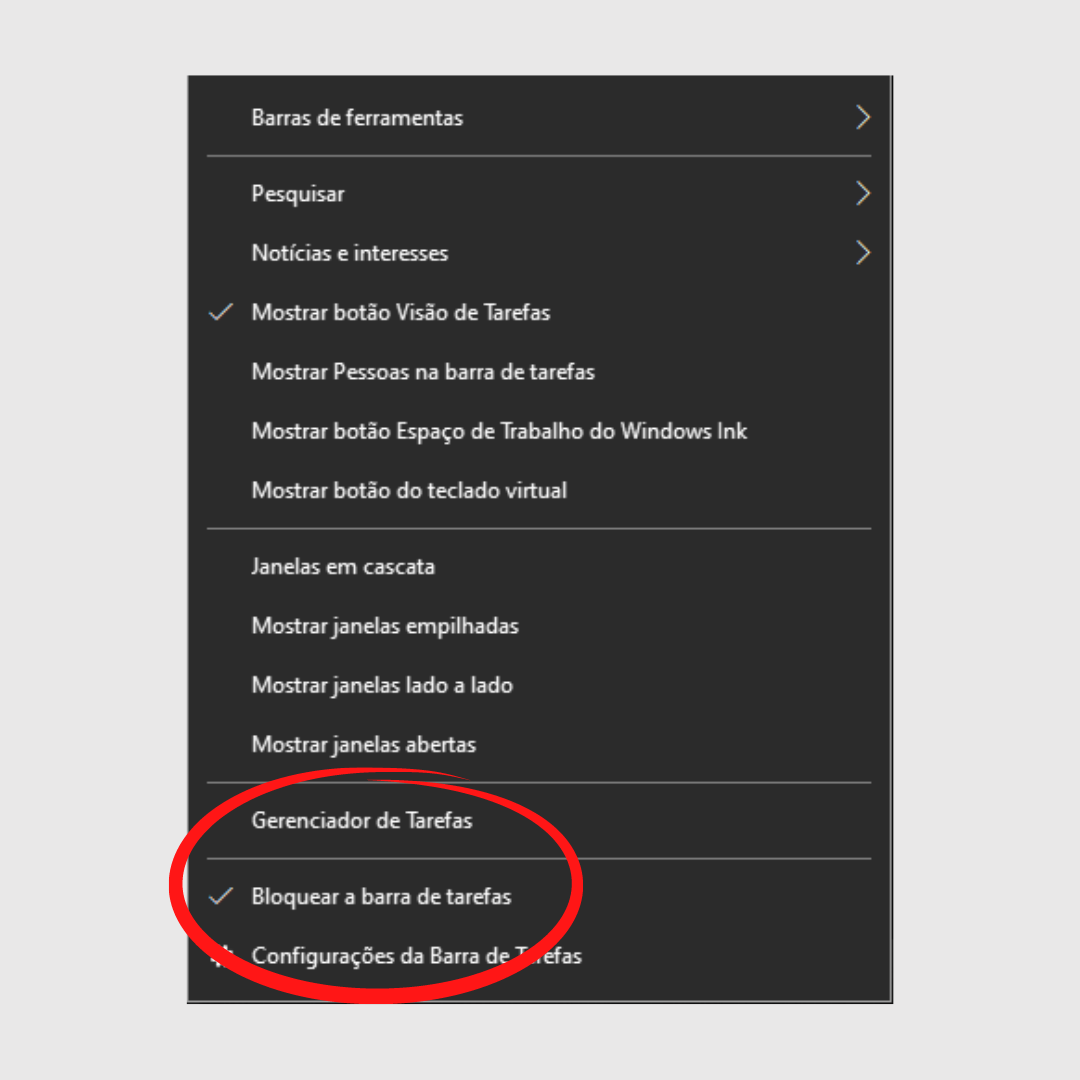 Barras de ferramentas
Pesquisar
Notícias e interesses
Mostrar botão Visão de Tarefas
Mostrar Pessoas na barra de tarefas
Mostrar botão Espaço de Trabalho do Windows Ink
Mostrar botão do teclado virtual
Janelas em cascata
Mostrar janelas empilhadas
Mostrar janelas lado a lado
Mostrar janelas abertas
Gerenciador de Tarefas
Bloquear a barra de tarefas
Configurações da Barra de Tarefas